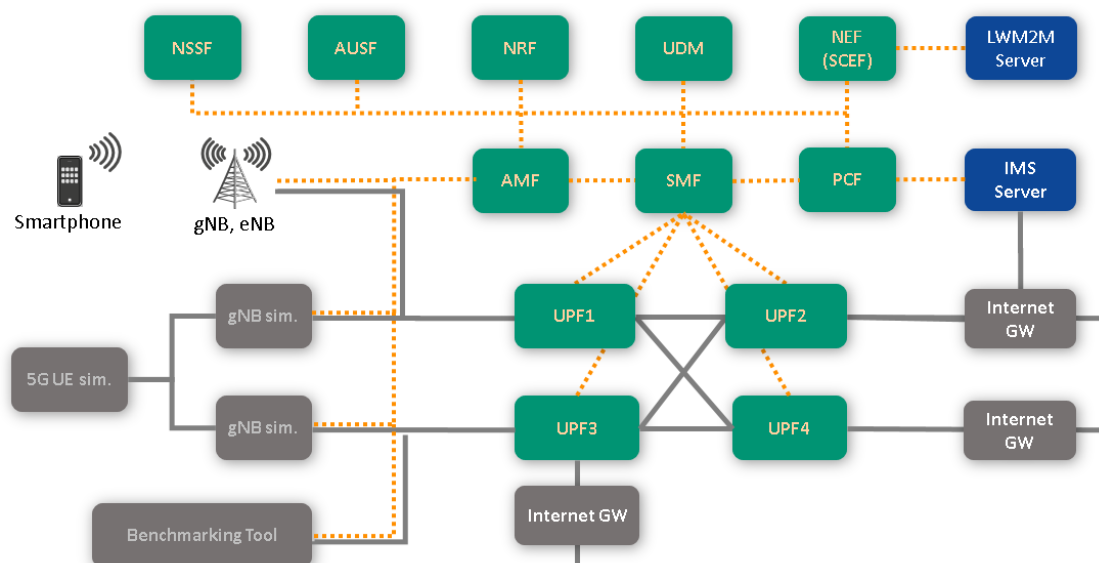 NSSF
AUSF
NRF
UDM
NEF
(SCEF)
LWM2M
Server
Smartphone
gNB, eNB
AMF
SMF
PCF
IMS
Server
gNB sim.
UPF1
UPF2
Internet
GW
5G UE sim.
gNB sim.
UPF3
UPF4
Internet
GW
Benchmarking Tool
Internet GW